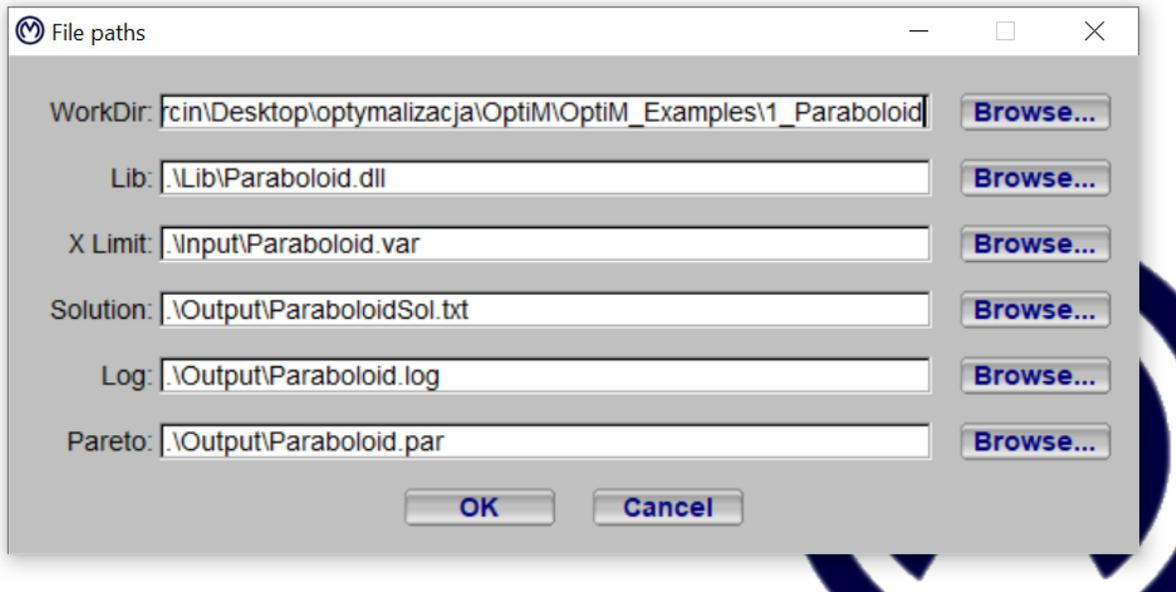 File paths
WorkDir: rcin\Desktop\optymalizacja\OptiM\OptiM_Examples\1_Paraboloid Browse...
Lib: .\Lib\Paraboloid.dll Browse...
X Limit: .\Input\Paraboloid.var Browse...
Solution: .\Output\ParaboloidSol.txt Browse...
Log: .\Output\Paraboloid.log Browse...
Pareto: .\Output\Paraboloid.par Browse...
OK Cancel